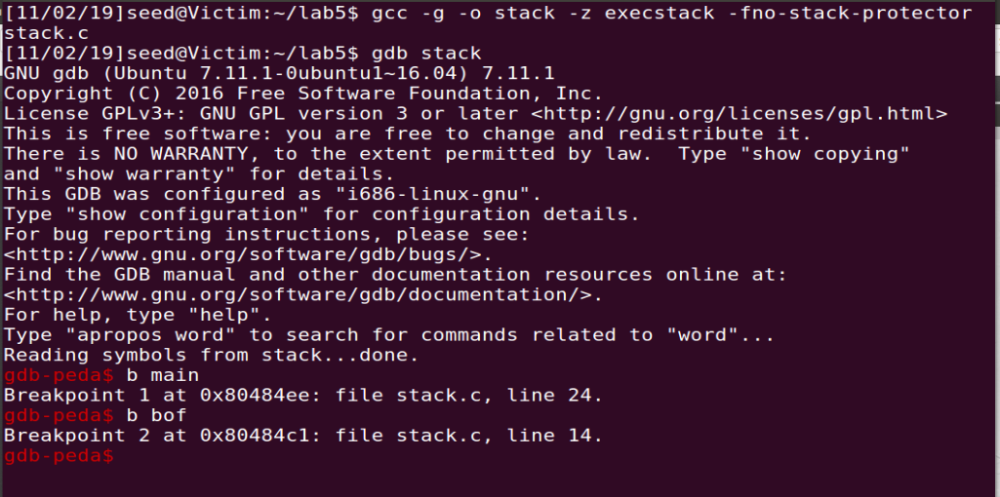 [11/02/19]seed@Victim:~/lab5$ gcc -g -o stack -z execstack -fno-stack-protector
stack.c
[11/02/19]seed@Victim:~/lab5$ gdb stack
GNU gdb (Ubuntu 7.11.1-0ubuntu1~16.04) 7.11.1
Copyright (C) 2016 Free Software Foundation, Inc.
License GPLv3+: GNU GPL version 3 or later <http://gnu.org/licenses/gpl.html>
This is free software: you are free to change and redistribute it.
There is NO WARRANTY, to the extent permitted by law.  Type "show copying"
and "show warranty" for details.
This GDB was configured as "i686-linux-gnu".
Type "show configuration" for configuration details.
For bug reporting instructions, please see:
<http://www.gnu.org/software/gdb/bugs/>.
Find the GDB manual and other documentation resources online at:
<http://www.gnu.org/software/gdb/documentation/>.
For help, type "help".
Type "apropos word" to search for commands related to "word"...
Reading symbols from stack...done.
gdb-peda$ b main
Breakpoint 1 at 0x80484ee: file stack.c, line 24.
gdb-peda$ b bof
Breakpoint 2 at 0x80484c1: file stack.c, line 14.
gdb-peda$